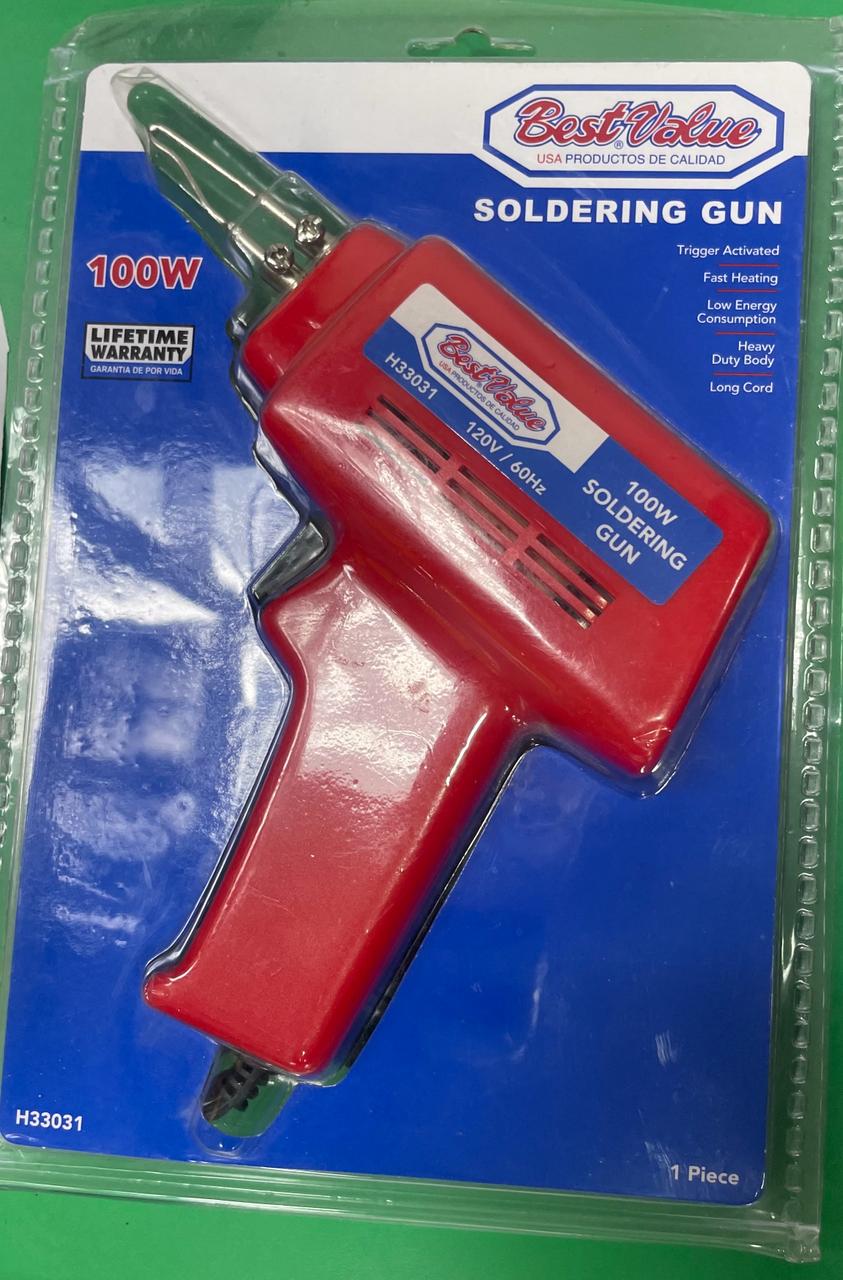 Best Value®
USA PRODUCTOS DE CALIDAD
SOLDERING GUN
Trigger Activated
Fast Heating
Low Energy
Consumption
Heavy
Duty Body
Long Cord
100W
LIFETIME
WARRANTY
GARANTIA DE POR VIDA
Best Value®
USA PRODUCTOS DE CALIDAD
H33031
120V / 60Hz
100W
SOLDERING
GUN
H33031
1 Piece